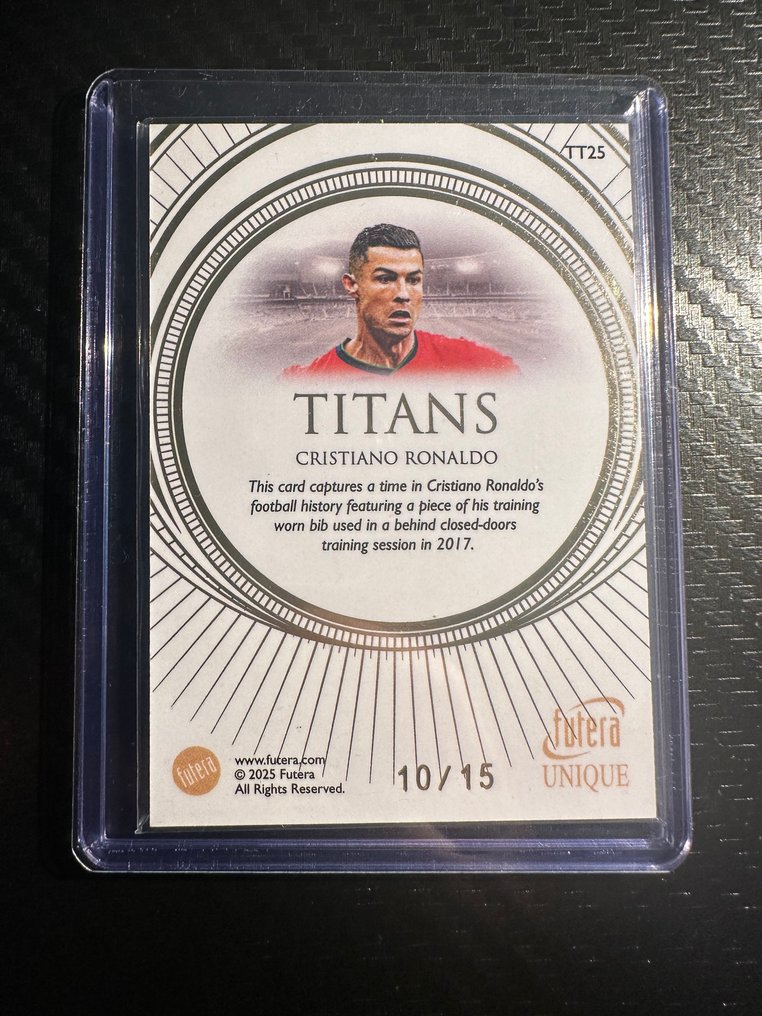 TT25
TITANS
CRISTIANO RONALDO
This card captures a time in Cristiano Ronaldo's
football history featuring a piece of his training
worn bib used in a behind closed-doors
training session in 2017.
futera
www.futera.com
© 2025 Futera
All Rights Reserved.
10/15
futera
UNIQUE